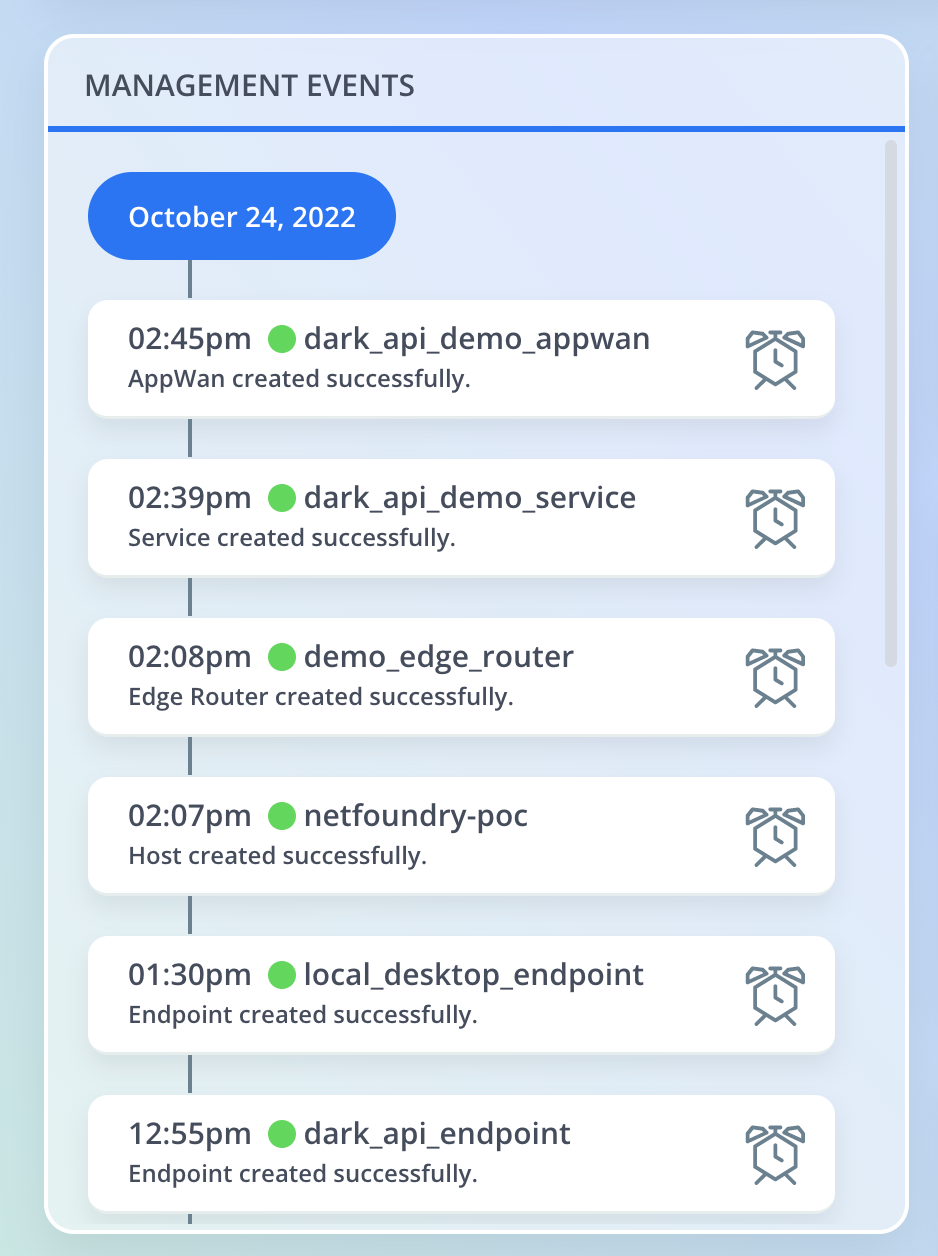 MANAGEMENT EVENTS
October 24, 2022
02:45pm dark_api_demo_appwan
AppWan created successfully.
02:39pm dark_api_demo_service
Service created successfully.
02:08pm demo_edge_router
Edge Router created successfully.
02:07pm netfoundry-poc
Host created successfully.
01:30pm local_desktop_endpoint
Endpoint created successfully.
12:55pm dark_api_endpoint
Endpoint created successfully.